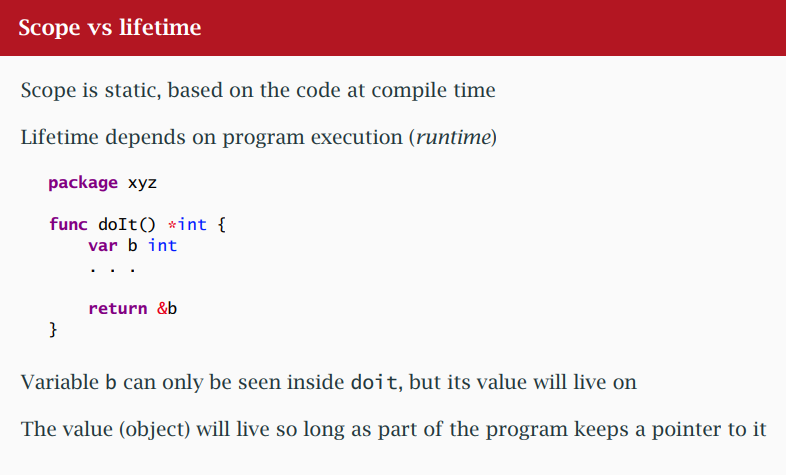 Scope vs lifetime
Scope is static, based on the code at compile time
Lifetime depends on program execution (runtime)
package xyz
func doIt() *int {
var b int
. . .
return &b
}
Variable b can only be seen inside doit, but its value will live on
The value (object) will live so long as part of the program keeps a pointer to it